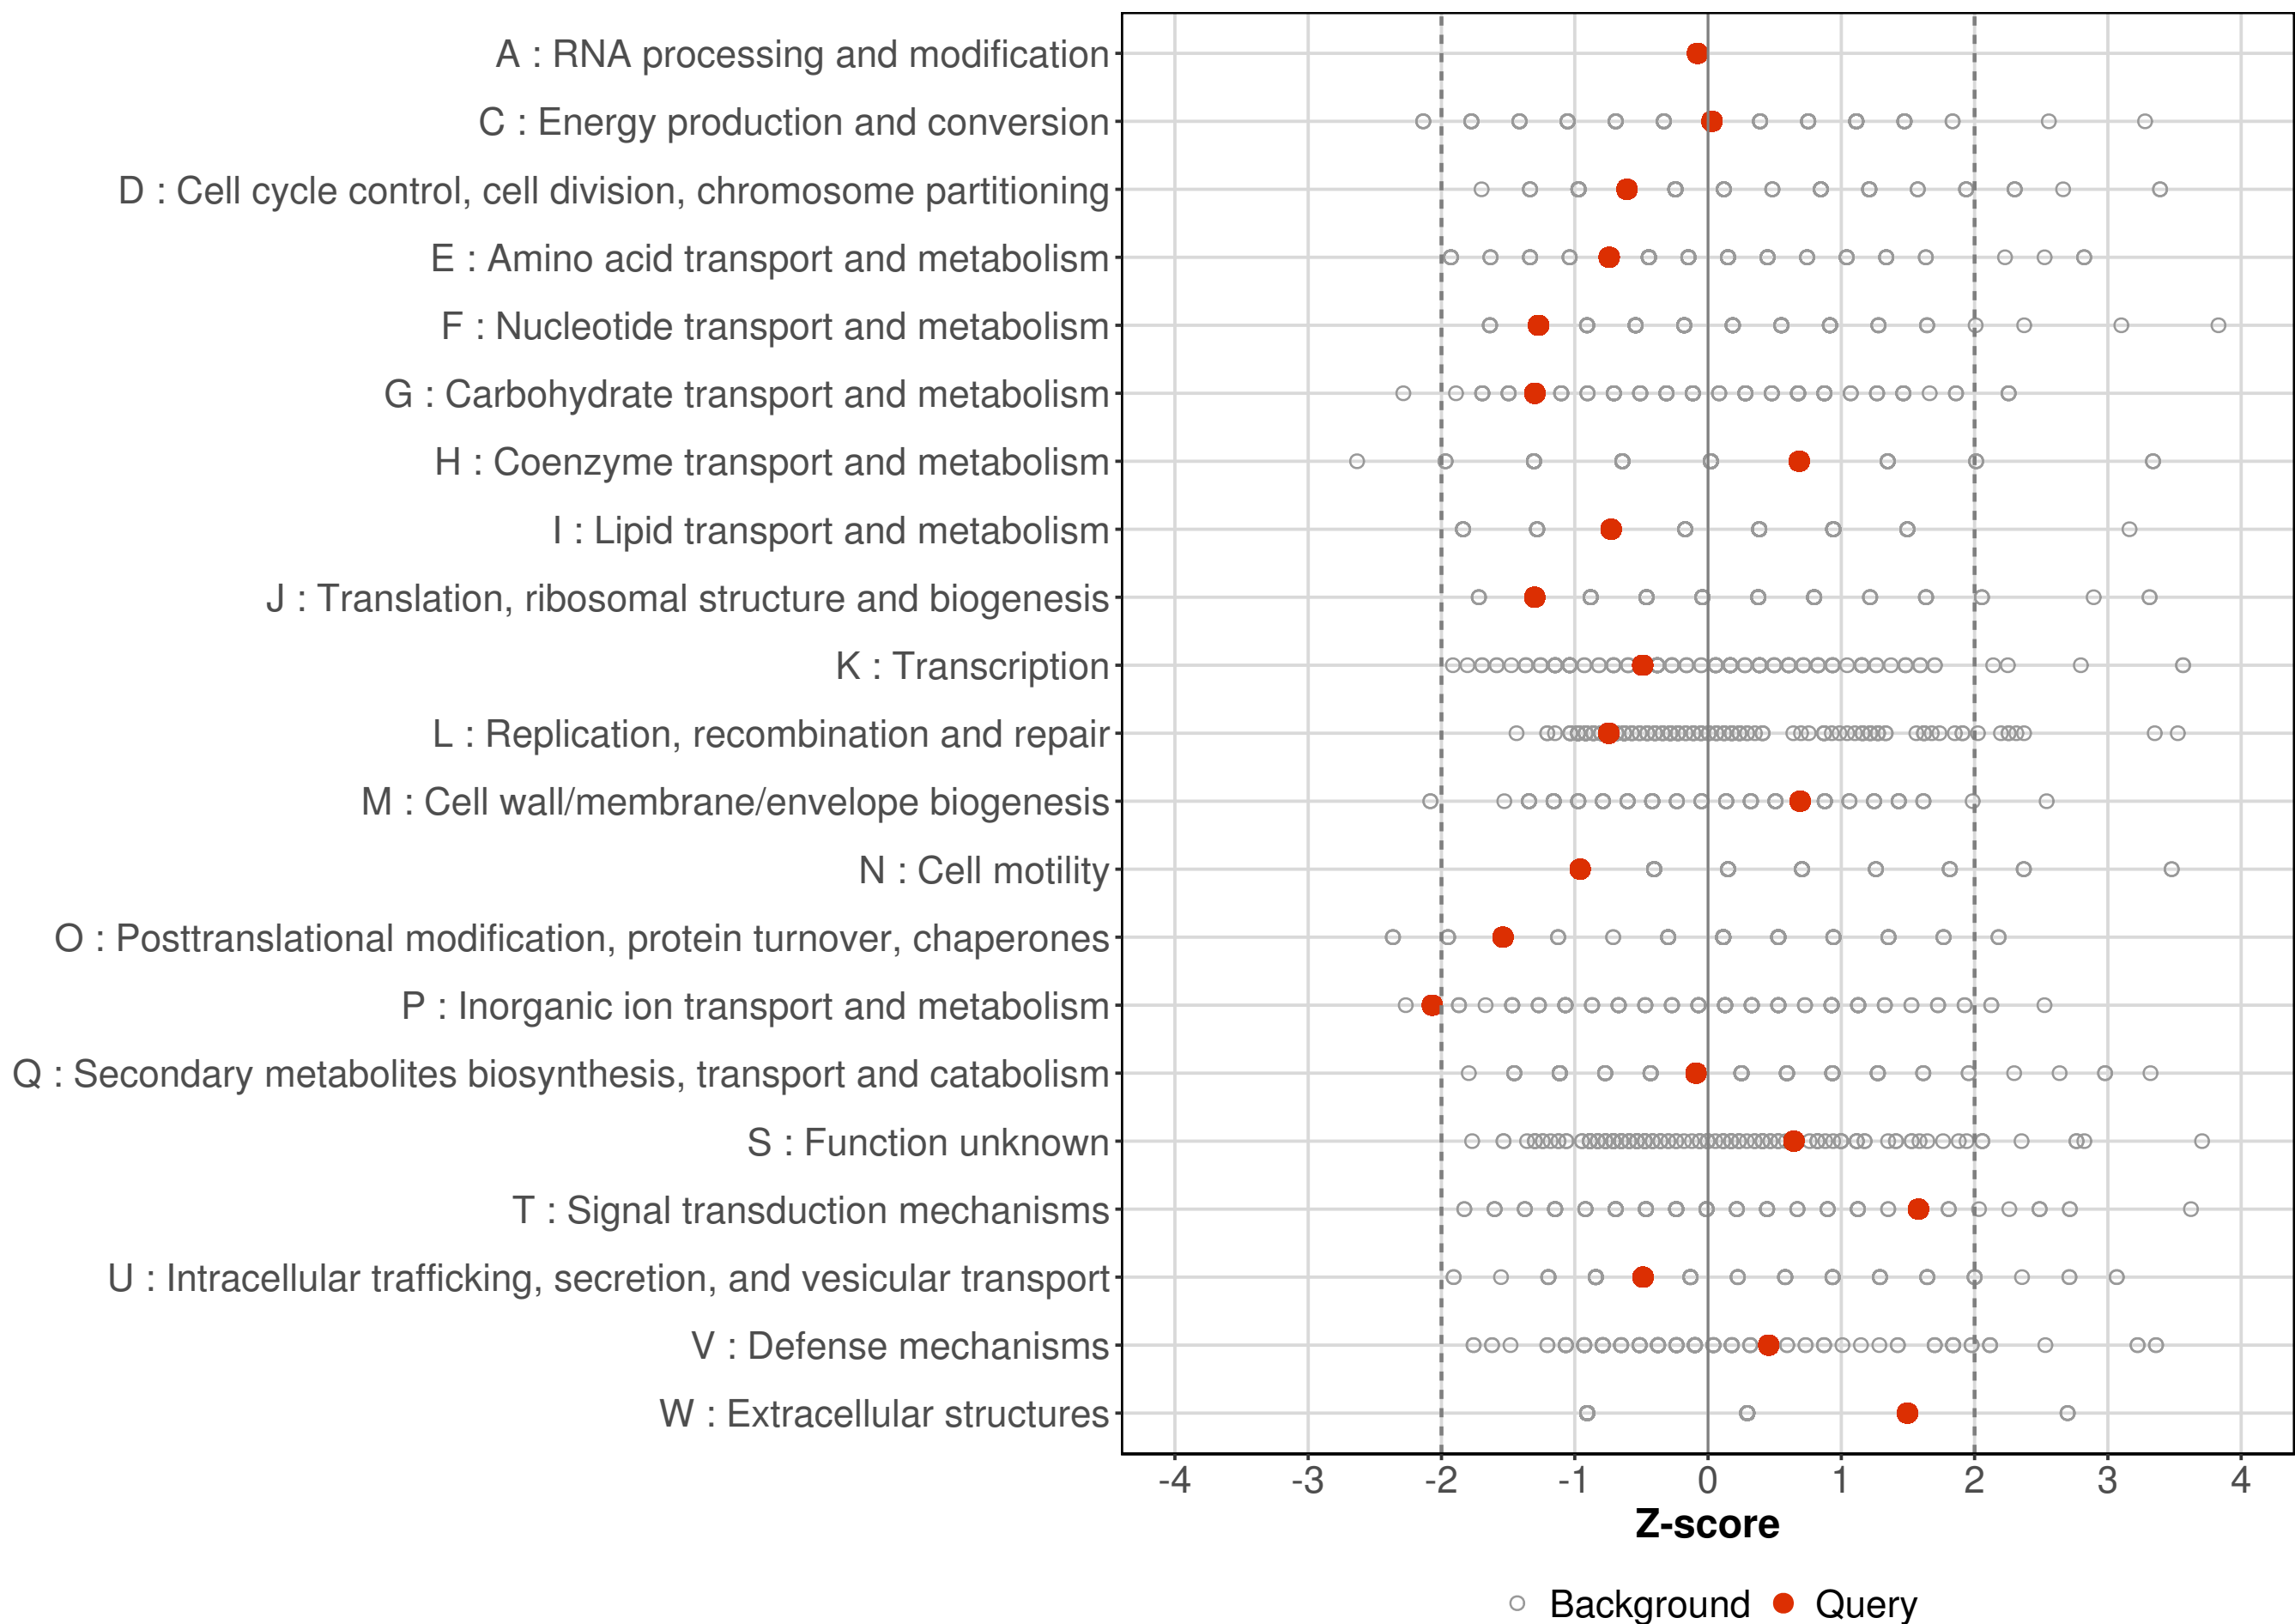 A : RNA processing and modification
C : Energy production and conversion
D : Cell cycle control, cell division, chromosome partitioning
E : Amino acid transport and metabolism
F : Nucleotide transport and metabolism
G : Carbohydrate transport and metabolism
H : Coenzyme transport and metabolism
I : Lipid transport and metabolism
J : Translation, ribosomal structure and biogenesis
K : Transcription
L : Replication, recombination and repair
M : Cell wall/membrane/envelope biogenesis
N : Cell motility
O : Posttranslational modification, protein turnover, chaperones
P : Inorganic ion transport and metabolism
Q : Secondary metabolites biosynthesis, transport and catabolism
S : Function unknown
T : Signal transduction mechanisms
U : Intracellular trafficking, secretion, and vesicular transport
V : Defense mechanisms
W : Extracellular structures
-4 -3 -2 -1 0 1 2 3 4
Z-score
Background Query